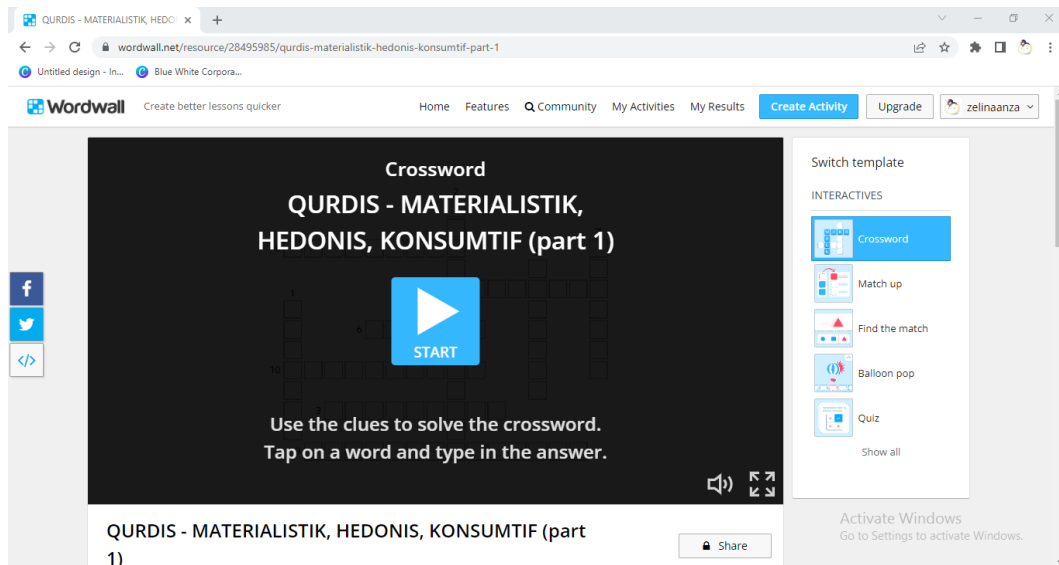 QURDIS - MATERIALISTIK, HEDO
wordwall.net/resource/28495985/qurdis-materialistik-hedonis-konsumtif-part-1
Untitled design - In... Blue White Corpora...
Wordwall Create better lessons quicker Home Features Community My Activities My Results Create Activity Upgrade zelinaanza
Crossword
QURDIS - MATERIALISTIK,
HEDONIS, KONSUMTIF (part 1)
1
6
START
10
3
Use the clues to solve the crossword.
Tap on a word and type in the answer.
Switch template
INTERACTIVES
Crossword
Match up
Find the match
Balloon pop
Quiz
Show all
QURDIS - MATERIALISTIK, HEDONIS, KONSUMTIF (part
1)
Share
Activate Windows
Go to Settings to activate Windows.